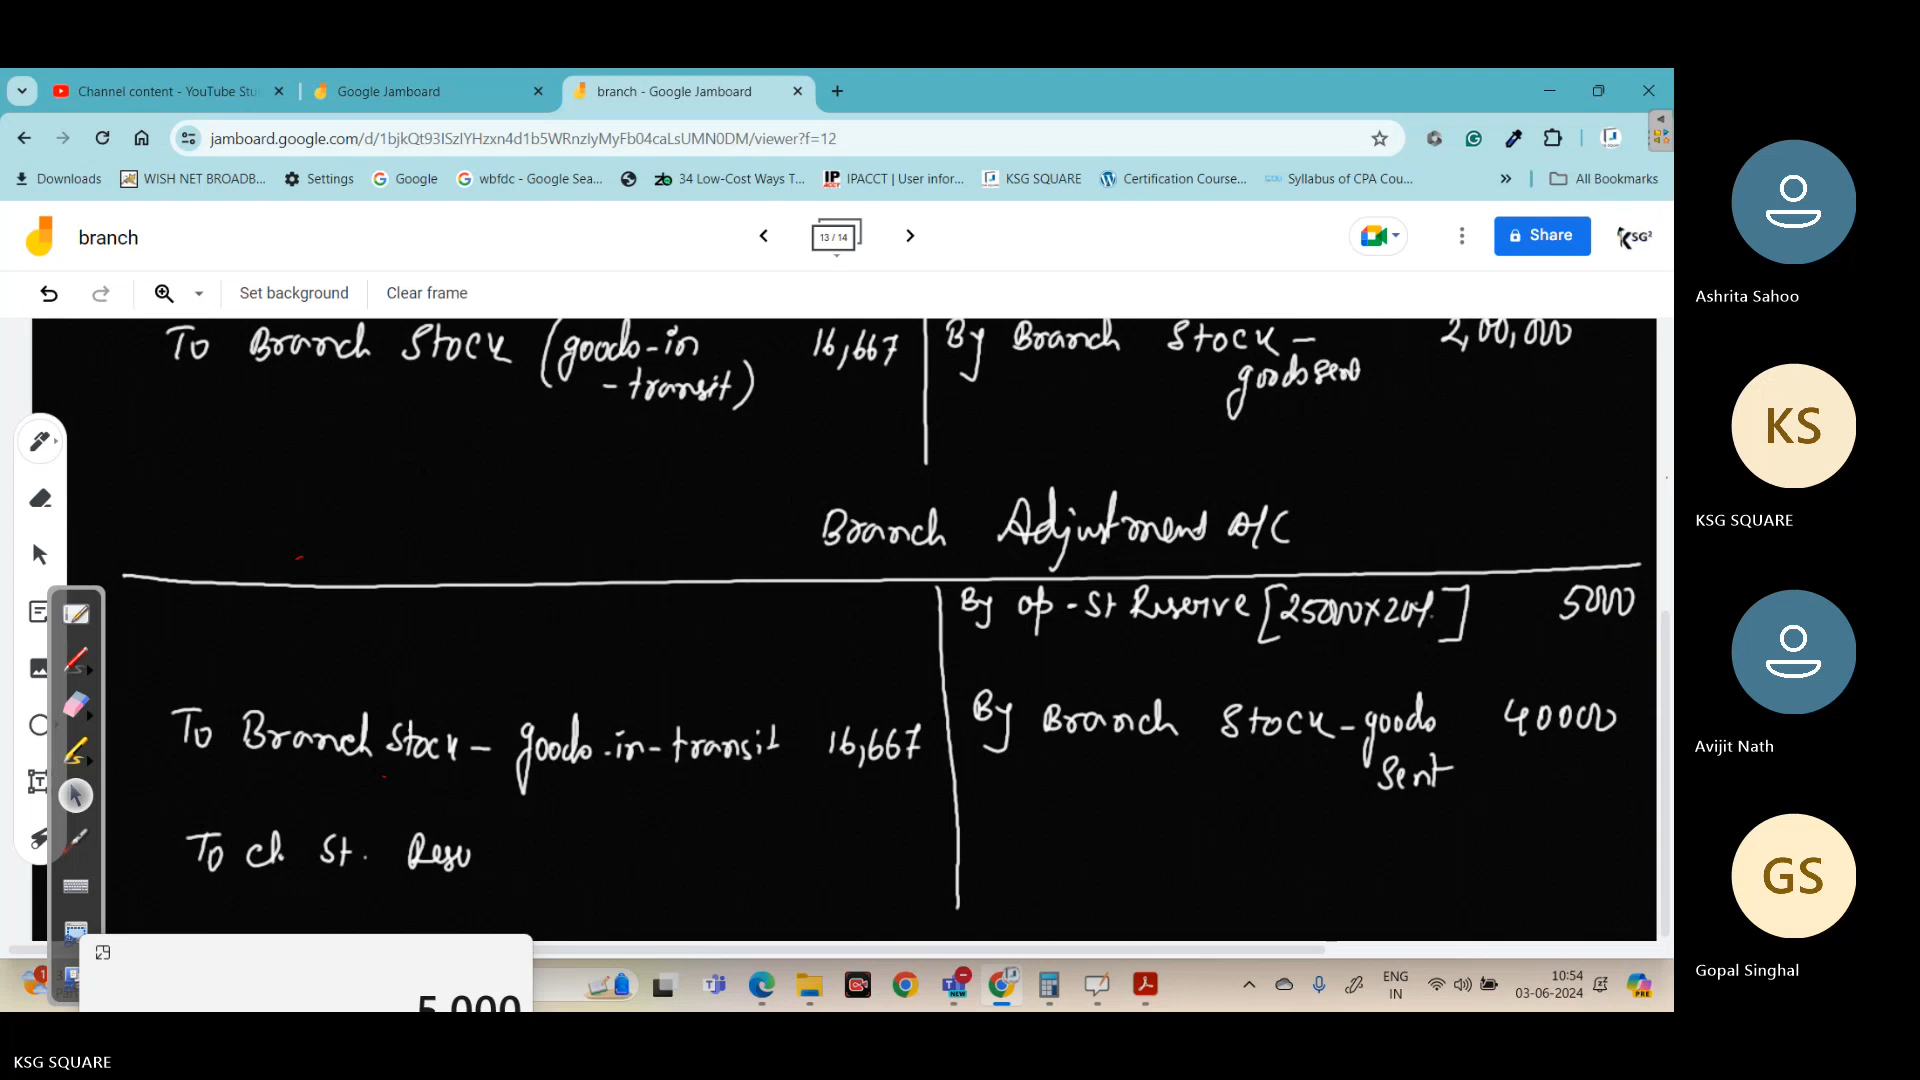 Channel content - YouTube Stu
Google Jamboard
branch - Google Jamboard
jamboard.google.com/d/1bjkQt93ISzIYHzxn4d1b5WRnzIyMyFb04caLsUMN0DM/viewer?f=12
Downloads
WISH NET BROADB...
Settings
Google
wbfdc - Google Sea...
34 Low-Cost Ways T...
IPACCT | User infor...
KSG SQUARE
Certification Course...
Syllabus of CPA Cou...
»
All Bookmarks
branch
13 / 14
Share
KSG²
Set background
Clear frame
To Branch Stock (goods-in 16,667
-transit)
By Branch Stock - 2,00,000
goods sent
Branch Adjustment A/C
By op-St Reserve [25000x20%] 5000
To Branch Stock - goods-in-transit 16,667
By Branch Stock-goods 40000
Sent
To cl. St. Rese
5,000
ENG
IN
10:54
03-06-2024
Ashrita Sahoo
KS
KSG SQUARE
Avijit Nath
GS
Gopal Singhal
KSG SQUARE